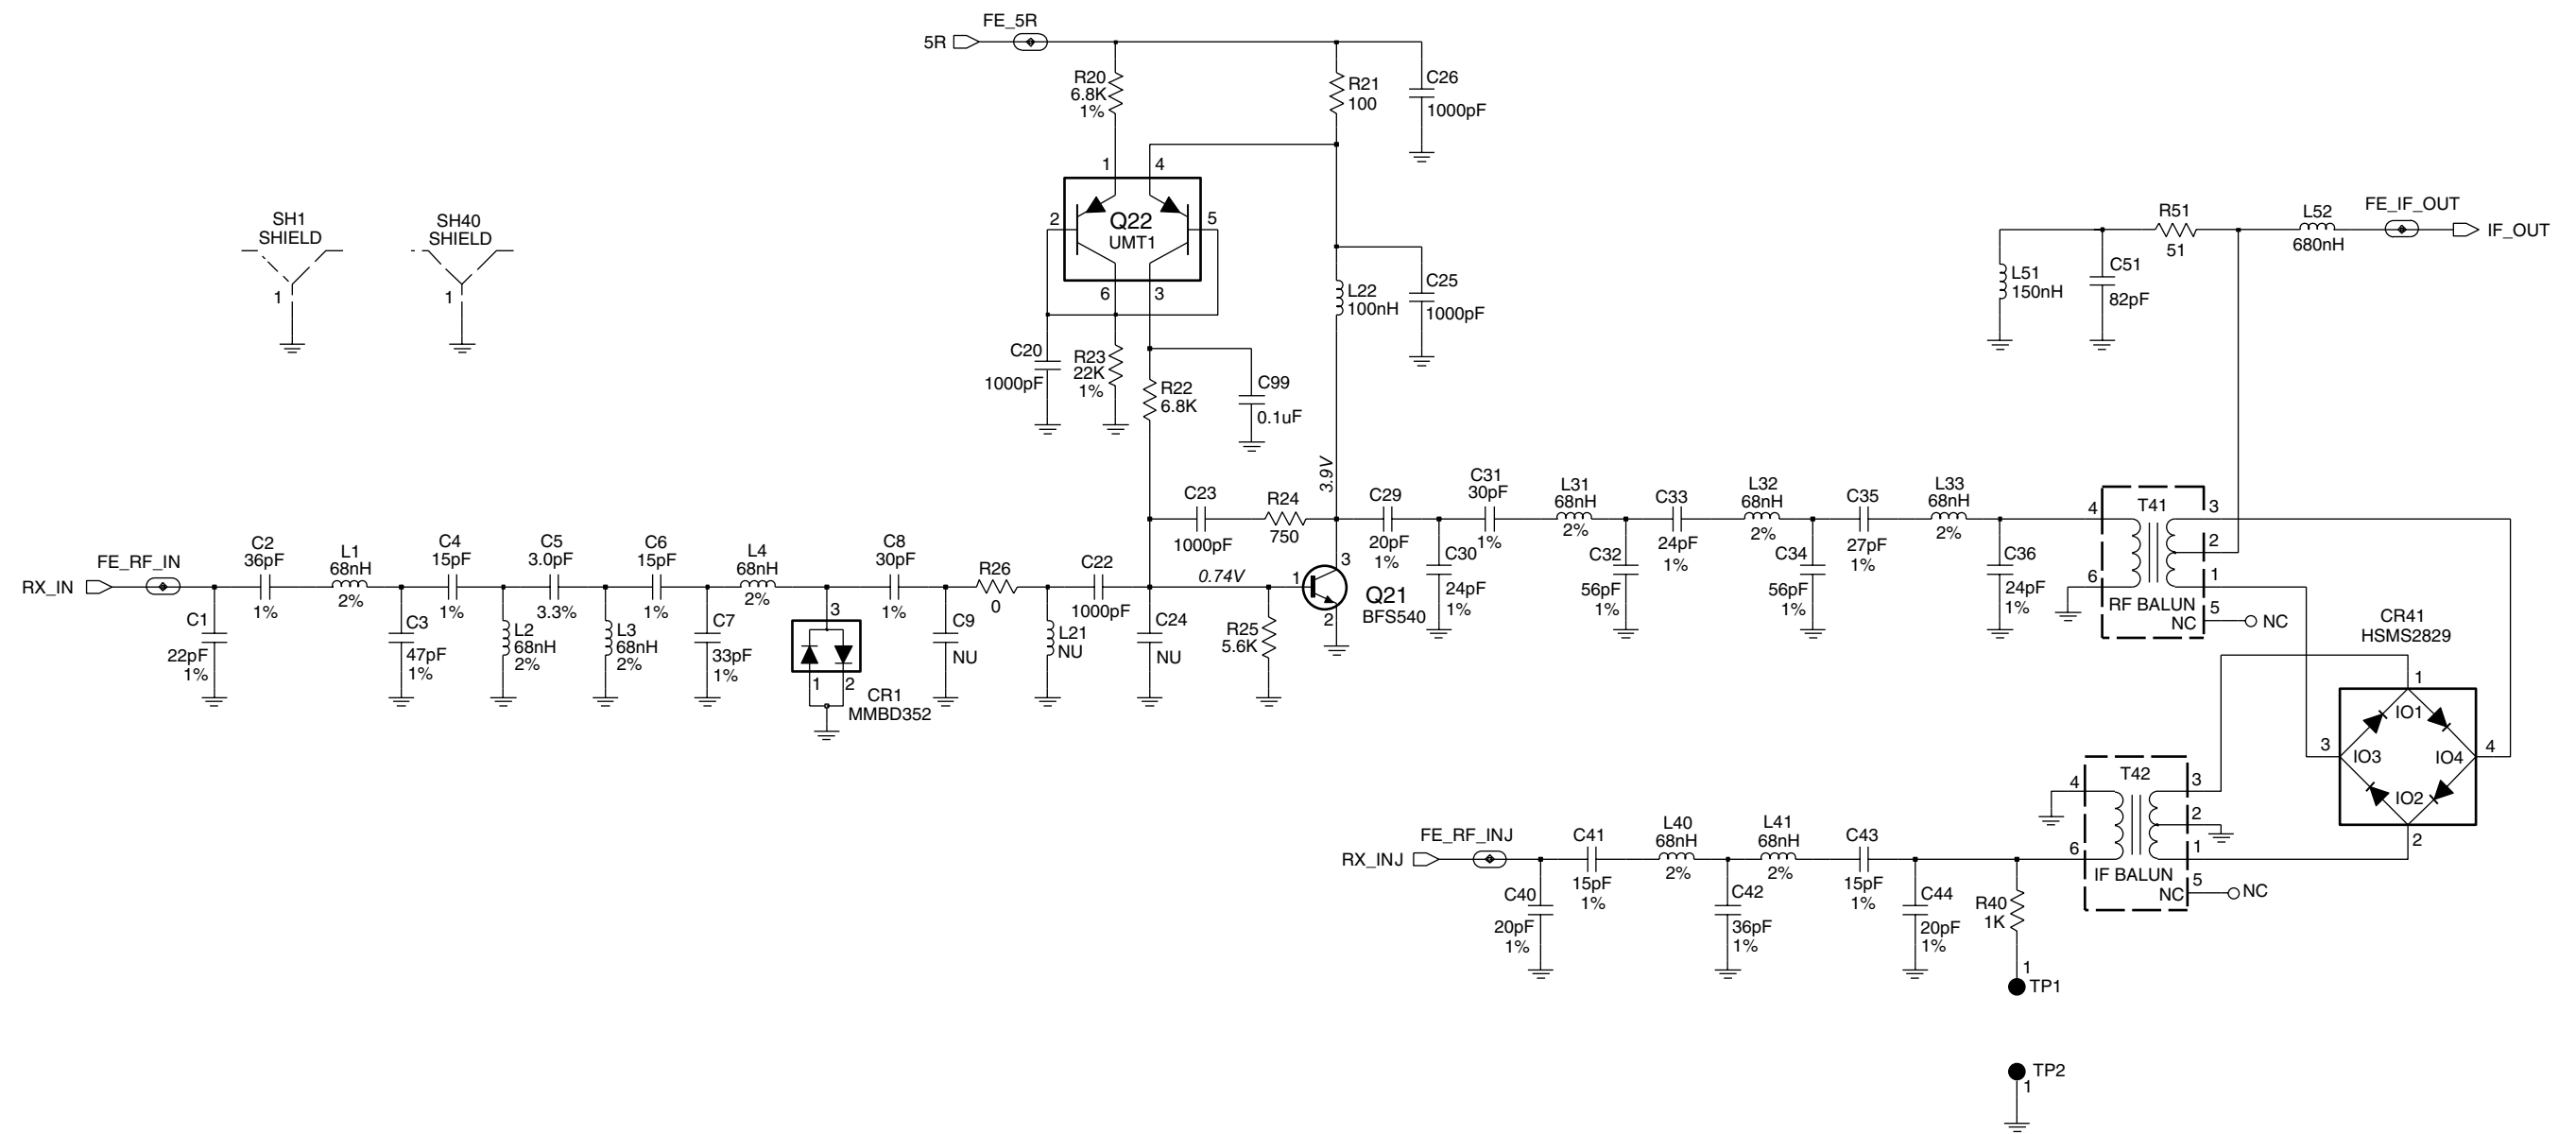 FE_5R
5R
R20
6.8K
1%
R21
100
C26
1000pF
1
4
2
Q22
UMT1
5
6
3
SH1
SHIELD
1
SH40
SHIELD
1
L22
100nH
C25
1000pF
C20
1000pF
R23
22K
1%
R22
6.8K
C99
0.1uF
3.9V
R51
51
L52
680nH
FE_IF_OUT
IF_OUT
L51
150nH
C51
82pF
C23
1000pF
R24
750
C29
20pF
1%
C31
30pF
1%
C30
24pF
1%
L31
68nH
2%
C32
56pF
1%
C33
24pF
1%
L32
68nH
2%
C34
56pF
1%
C35
27pF
1%
L33
68nH
2%
C36
24pF
1%
4
6
T41
RF BALUN
NC
3
2
1
5
NC
RX_IN
FE_RF_IN
C1
22pF
1%
C2
36pF
1%
L1
68nH
2%
C3
47pF
1%
C4
15pF
1%
L2
68nH
2%
C5
3.0pF
3.3%
L3
68nH
2%
C6
15pF
1%
C7
33pF
1%
L4
68nH
2%
3
1
2
CR1
MMBD352
C8
30pF
1%
C9
NU
R26
0
L21
NU
C22
1000pF
C24
NU
0.74V
R25
5.6K
1
3
2
Q21
BFS540
CR41
HSMS2829
1
IO1
3
IO3
IO4
4
IO2
2
RX_INJ
FE_RF_INJ
C40
20pF
1%
C41
15pF
1%
L40
68nH
2%
C42
36pF
1%
L41
68nH
2%
C43
15pF
1%
C44
20pF
1%
R40
1K
1
TP1
TP2
1
4
6
T42
IF BALUN
NC
3
2
1
5
NC